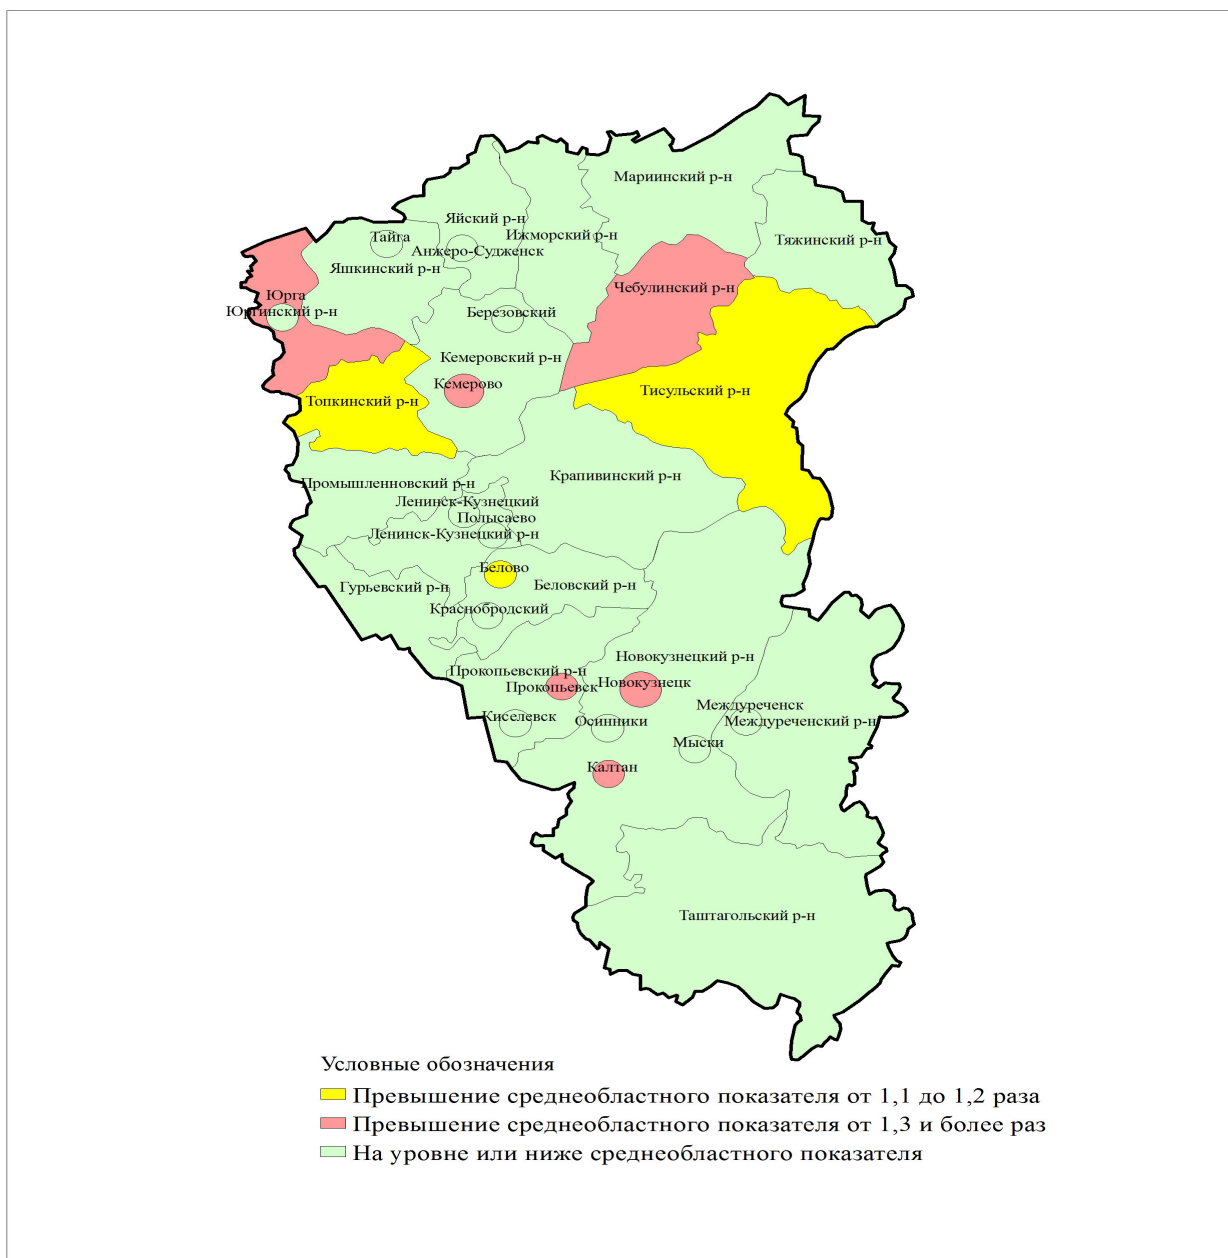 Мариинский р-н
Яйский р-н
Ижморский р-н
Тяжинский р-н
Тайга
Анжеро-Судженск
Яшкинский р-н
Чебулинский р-н
Юрга
Юргинский р-н
Березовский
Кемеровский р-н
Кемерово
Тисульский р-н
Топкинский р-н
Крапивинский р-н
Промышленновский р-н
Ленинск-Кузнецкий
Полысаево
Ленинск-Кузнецкий р-н
Белово
Беловский р-н
Гурьевский р-н
Краснобродский
Новокузнецкий р-н
Прокопьевский р-н
Прокопьевск
Новокузнецк
Междуреченск
Киселевск
Осинники
Междуреченский р-н
Мыски
Калтан
Таштагольский р-н
Условные обозначения
Превышение среднеобластного показателя от 1,1 до 1,2 раза
Превышение среднеобластного показателя от 1,3 и более раз
На уровне или ниже среднеобластного показателя